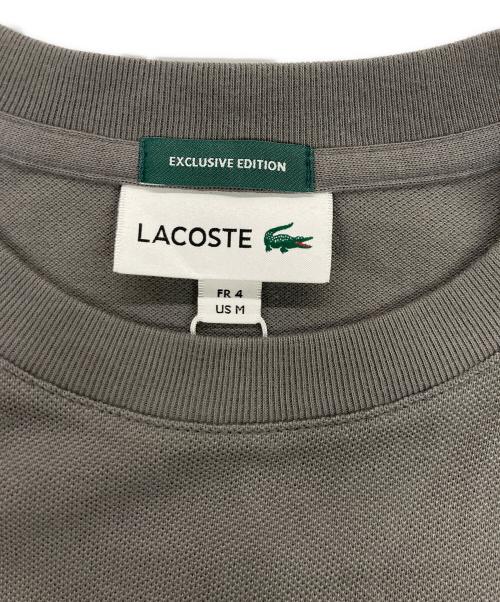 EXCLUSIVE EDITION
LACOSTE
FR 4
US M